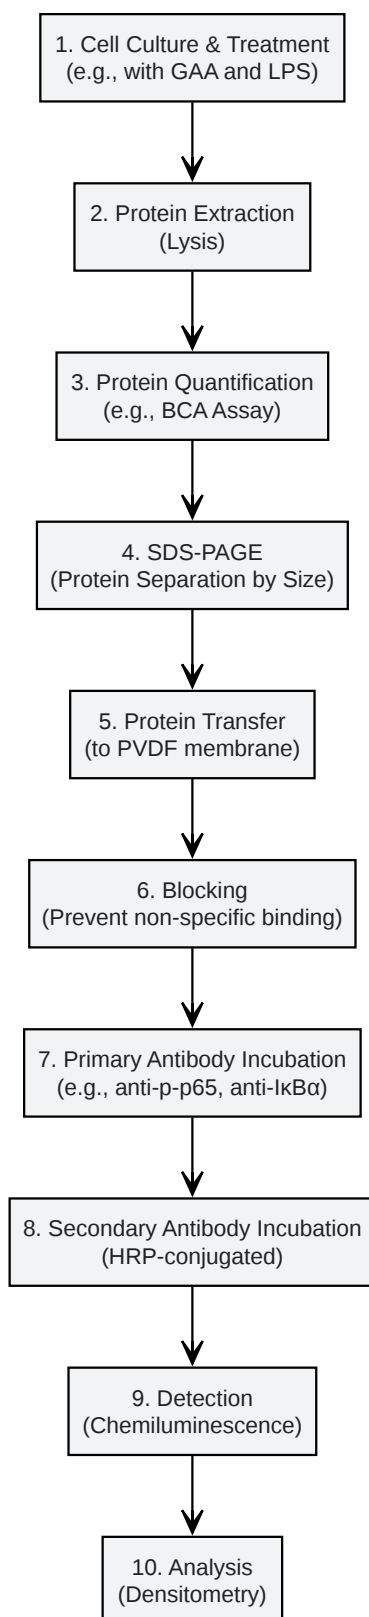 1. Cell Culture & Treatment
(e.g., with GAA and LPS)
2. Protein Extraction
(Lysis)
3. Protein Quantification
(e.g., BCA Assay)
4. SDS-PAGE
(Protein Separation by Size)
5. Protein Transfer
(to PVDF membrane)
6. Blocking
(Prevent non-specific binding)
7. Primary Antibody Incubation
(e.g., anti-p-p65, anti-IκBα)
8. Secondary Antibody Incubation
(HRP-conjugated)
9. Detection
(Chemiluminescence)
10. Analysis
(Densitometry)